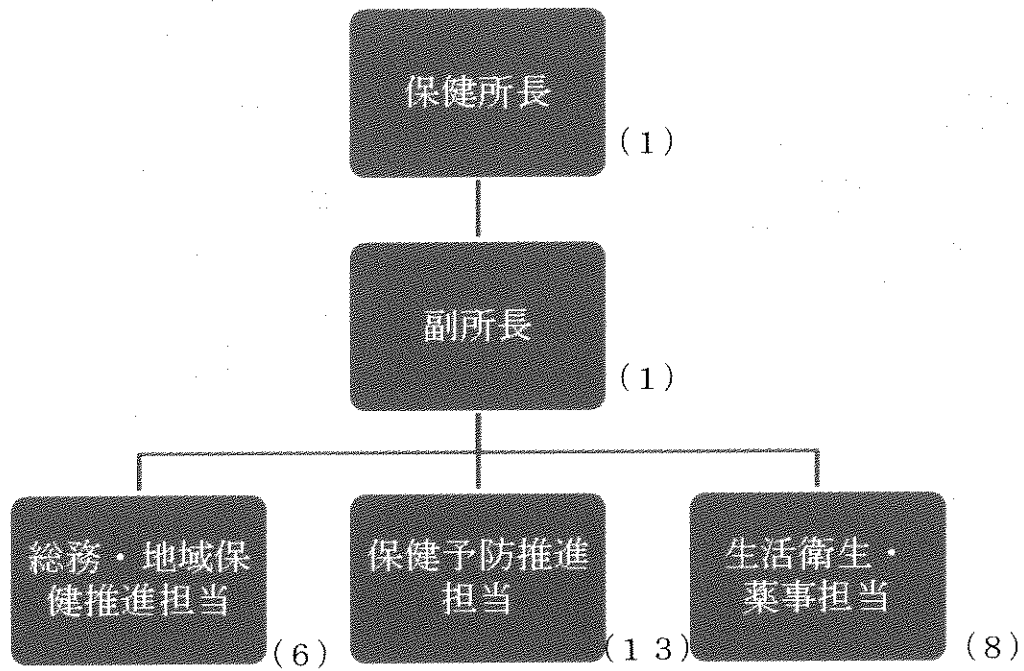 保健所長
(1)
副所長
(1)
総務・地域保
健推進担当
(6)
保健予防推進
担当
(13)
生活衛生・
薬事担当
(8)